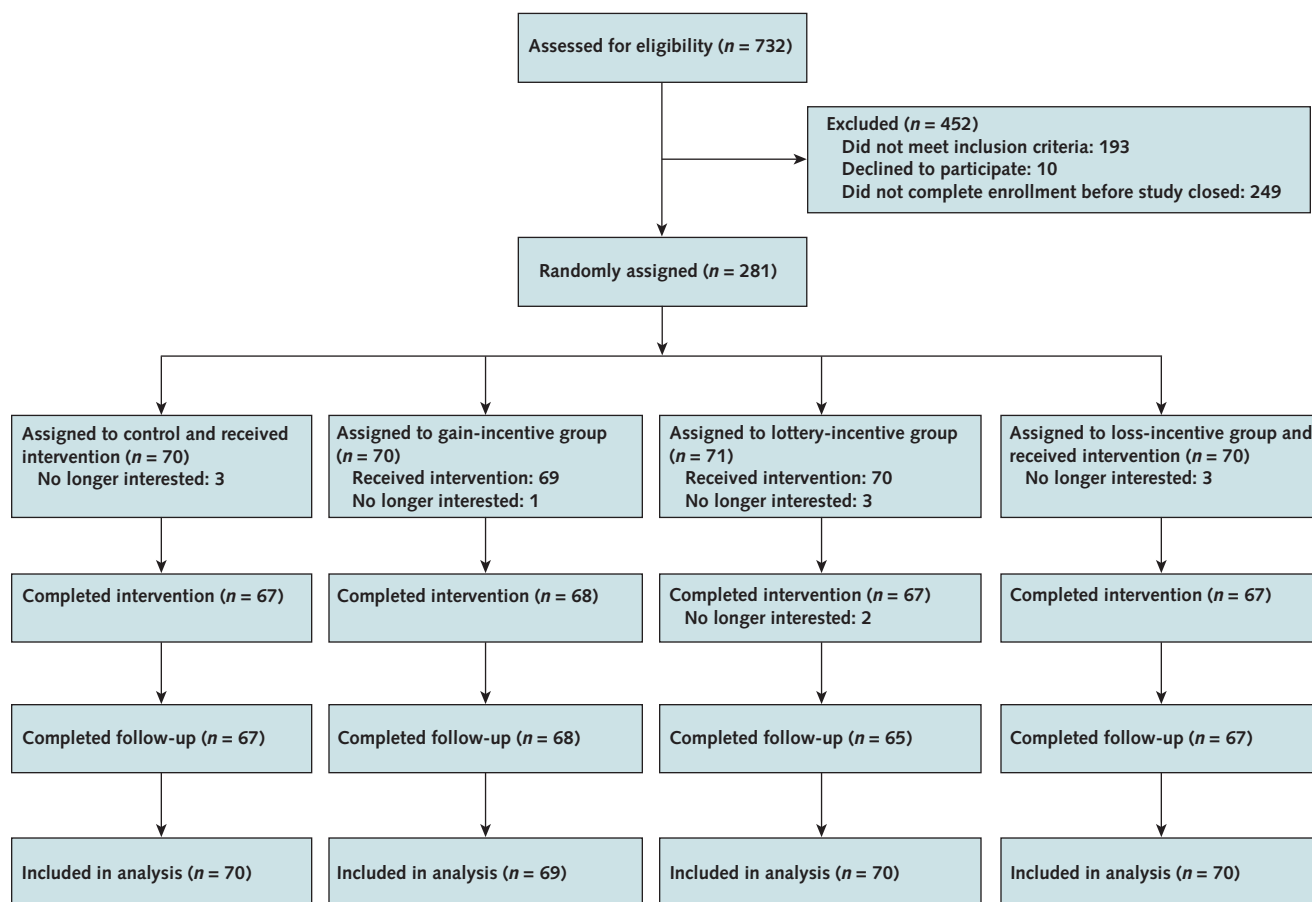 Assessed for eligibility (n = 732)
Excluded (n = 452)
Did not meet inclusion criteria: 193
Declined to participate: 10
Did not complete enrollment before study closed: 249
Randomly assigned (n = 281)
Assigned to control and received
intervention (n = 70)
No longer interested: 3
Assigned to gain-incentive group
(n = 70)
Received intervention: 69
No longer interested: 1
Assigned to lottery-incentive group
(n = 71)
Received intervention: 70
No longer interested: 3
Assigned to loss-incentive group and
received intervention (n = 70)
No longer interested: 3
Completed intervention (n = 67)
Completed intervention (n = 68)
Completed intervention (n = 67)
No longer interested: 2
Completed intervention (n = 67)
Completed follow-up (n = 67)
Completed follow-up (n = 68)
Completed follow-up (n = 65)
Completed follow-up (n = 67)
Included in analysis (n = 70)
Included in analysis (n = 69)
Included in analysis (n = 70)
Included in analysis (n = 70)